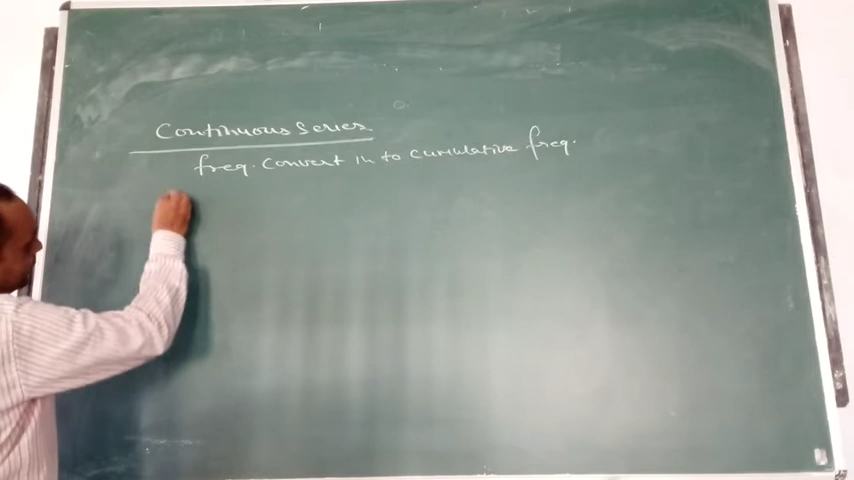 Continuous Series
freq. Convert in to cumulative freq.